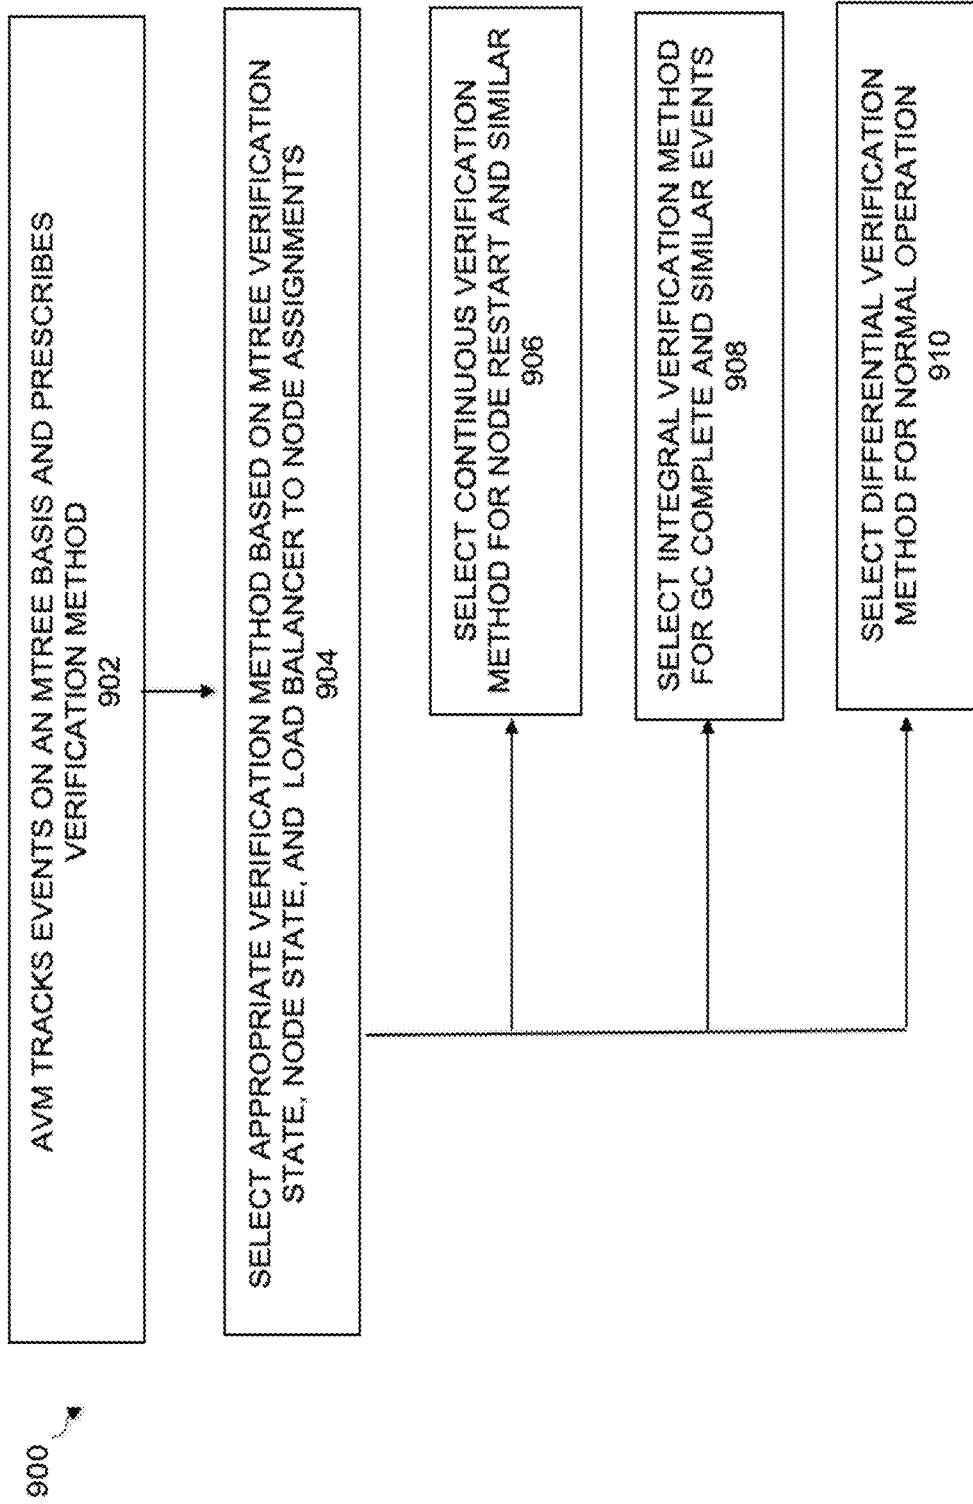 900
AVM TRACKS EVENTS ON AN MTREE BASIS AND PRESCRIBES
VERIFICATION METHOD
902
SELECT APPROPRIATE VERIFICATION METHOD BASED ON MTREE VERIFICATION
STATE, NODE STATE, AND LOAD BALANCER TO NODE ASSIGNMENTS
904
SELECT CONTINUOUS VERIFICATION
METHOD FOR NODE RESTART AND SIMILAR
906
SELECT INTEGRAL VERIFICATION METHOD
FOR GC COMPLETE AND SIMILAR EVENTS
908
SELECT DIFFERENTIAL VERIFICATION
METHOD FOR NORMAL OPERATION
910